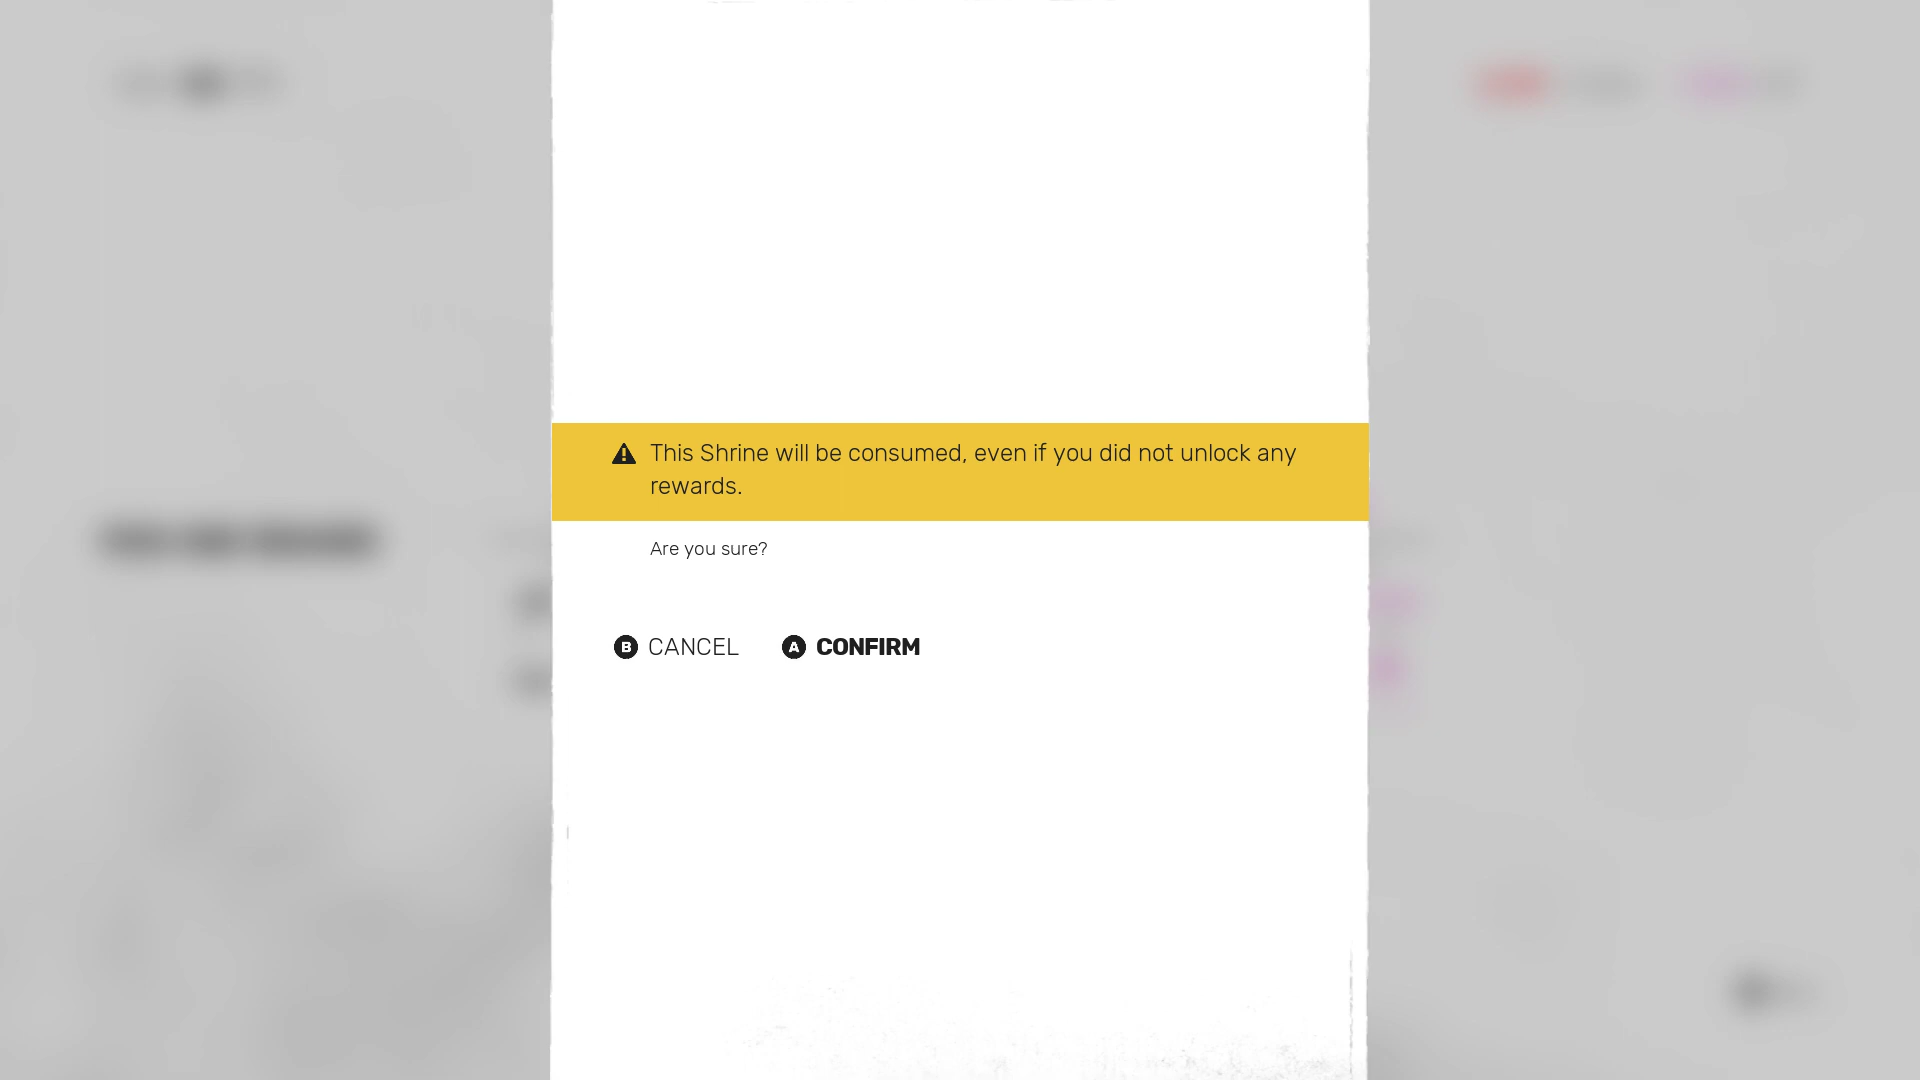 This Shrine will be consumed, even if you did not unlock any
rewards.
Are you sure?
B CANCEL A CONFIRM